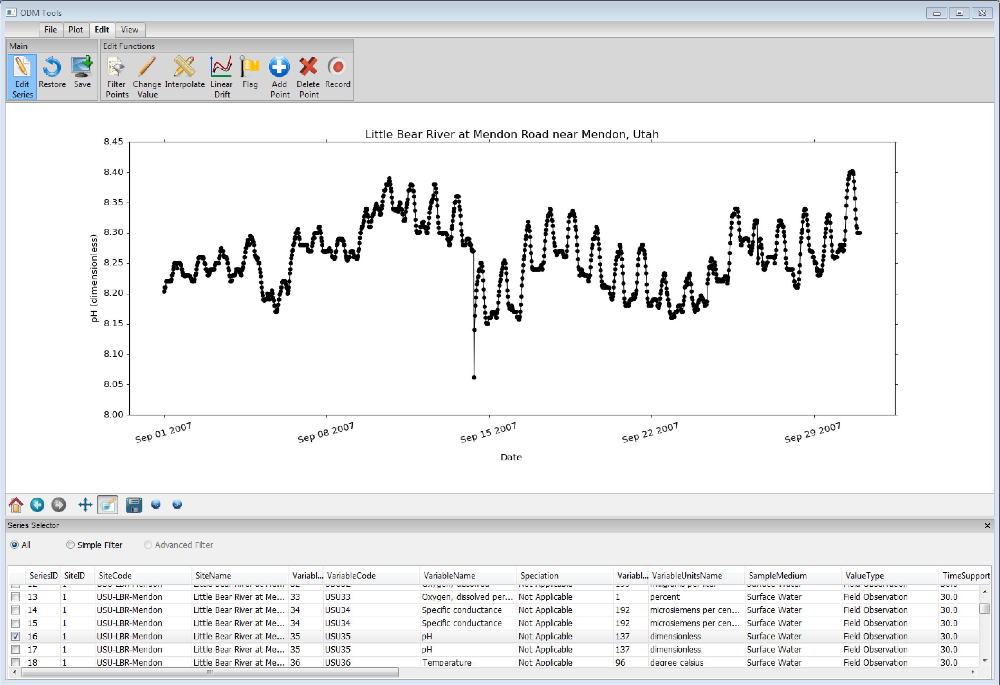 ODM Tools
File Plot Edit View
Main Edit Functions
Edit Series Restore Save Filter Points Change Value Interpolate Linear Drift Flag Add Point Delete Point Record
Little Bear River at Mendon Road near Mendon, Utah
8.45
8.40
8.35
8.30
8.25
8.20
8.15
8.10
8.05
8.00
pH (dimensionless)
Sep 01 2007 Sep 08 2007 Sep 15 2007 Sep 22 2007 Sep 29 2007
Date
Series Selector
All Simple Filter Advanced Filter
SeriesID SiteID SiteCode SiteName Variabl... VariableCode VariableName Speciation Variabl... VariableUnitsName SampleMedium ValueType TimeSupport
13 1 USU-LBR-Mendon Little Bear River at Me... 33 USU33 Oxygen, dissolved per... Not Applicable 1 percent Surface Water Field Observation 30.0
14 1 USU-LBR-Mendon Little Bear River at Me... 34 USU34 Specific conductance Not Applicable 192 microsiemens per cen... Surface Water Field Observation 30.0
15 1 USU-LBR-Mendon Little Bear River at Me... 34 USU34 Specific conductance Not Applicable 192 microsiemens per cen... Surface Water Field Observation 30.0
16 1 USU-LBR-Mendon Little Bear River at Me... 35 USU35 pH Not Applicable 137 dimensionless Surface Water Field Observation 30.0
17 1 USU-LBR-Mendon Little Bear River at Me... 35 USU35 pH Not Applicable 137 dimensionless Surface Water Field Observation 30.0
18 1 USU-LBR-Mendon Little Bear River at Me... 36 USU36 Temperature Not Applicable 96 degree celsius Surface Water Field Observation 30.0